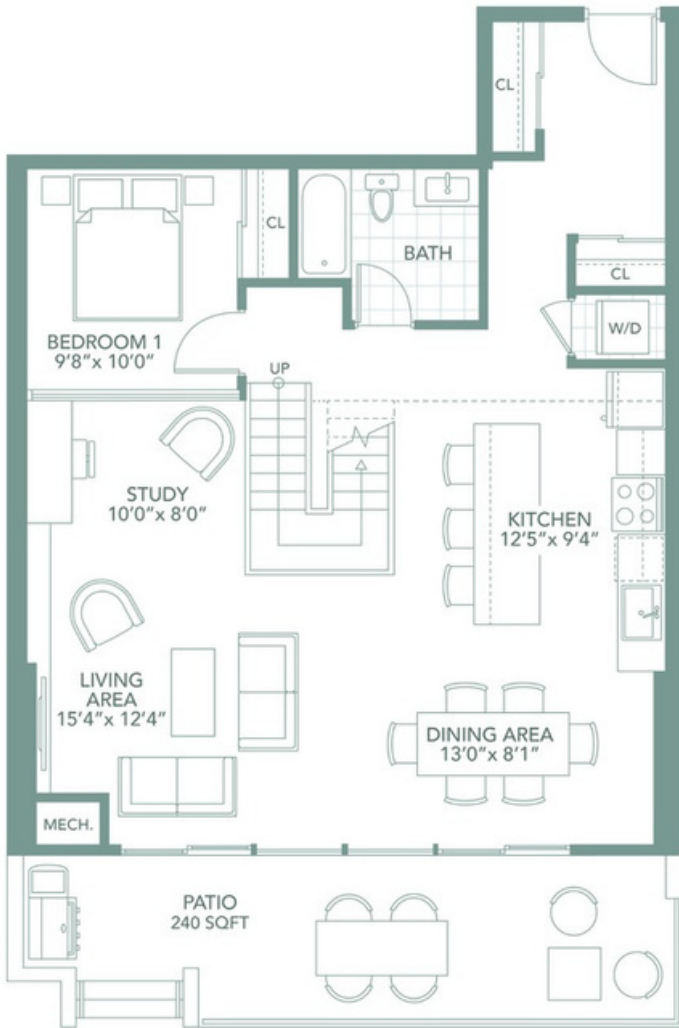 CL
CL
BATH
CL
BEDROOM 1
9'8" x 10'0"
W/D
UP
STUDY
10'0" x 8'0"
KITCHEN
12'5" x 9'4"
LIVING
AREA
15'4" x 12'4"
DINING AREA
13'0" x 8'1"
MECH.
PATIO
240 SQFT